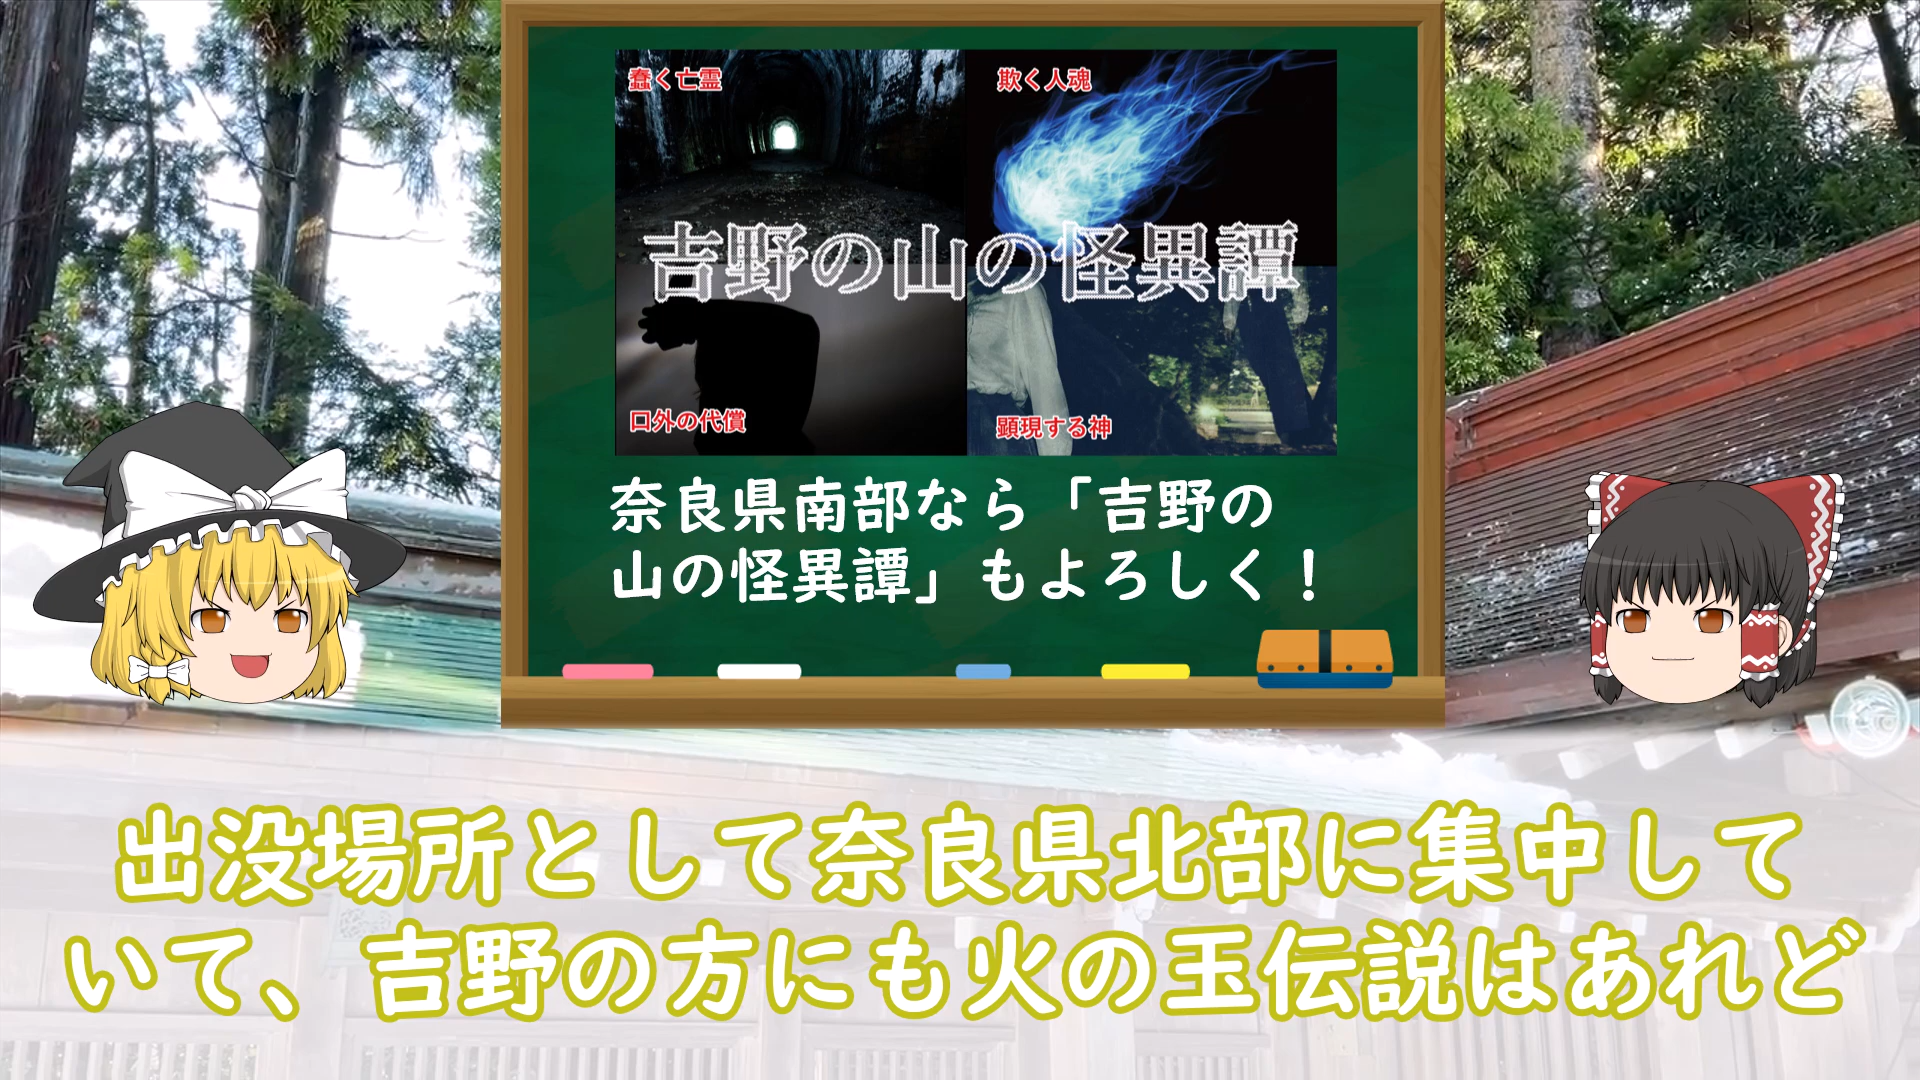 蠢く亡霊
欺く人魂
吉野の山の怪異譚
口外の代償
顕現する神
奈良県南部なら「吉野の
山の怪異譚」もよろしく！
出没場所として奈良県北部に集中して
いて、吉野の方にも火の玉伝説はあれど